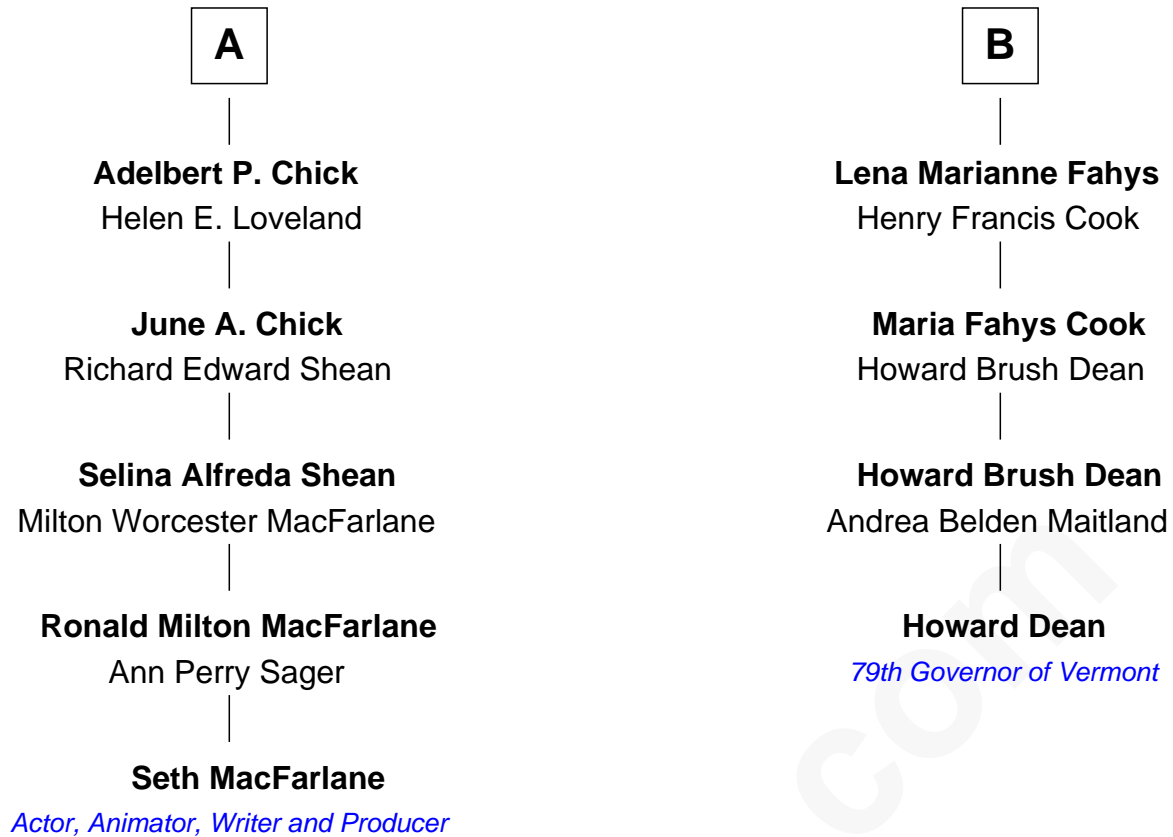 A
Adelbert P. Chick
Helen E. Loveland
June A. Chick
Richard Edward Shean
Selina Alfreda Shean
Milton Worcester MacFarlane
Ronald Milton MacFarlane
Ann Perry Sager
Seth MacFarlane
Actor, Animator, Writer and Producer
B
Lena Marianne Fahys
Henry Francis Cook
Maria Fahys Cook
Howard Brush Dean
Howard Brush Dean
Andrea Belden Maitland
Howard Dean
79th Governor of Vermont
com